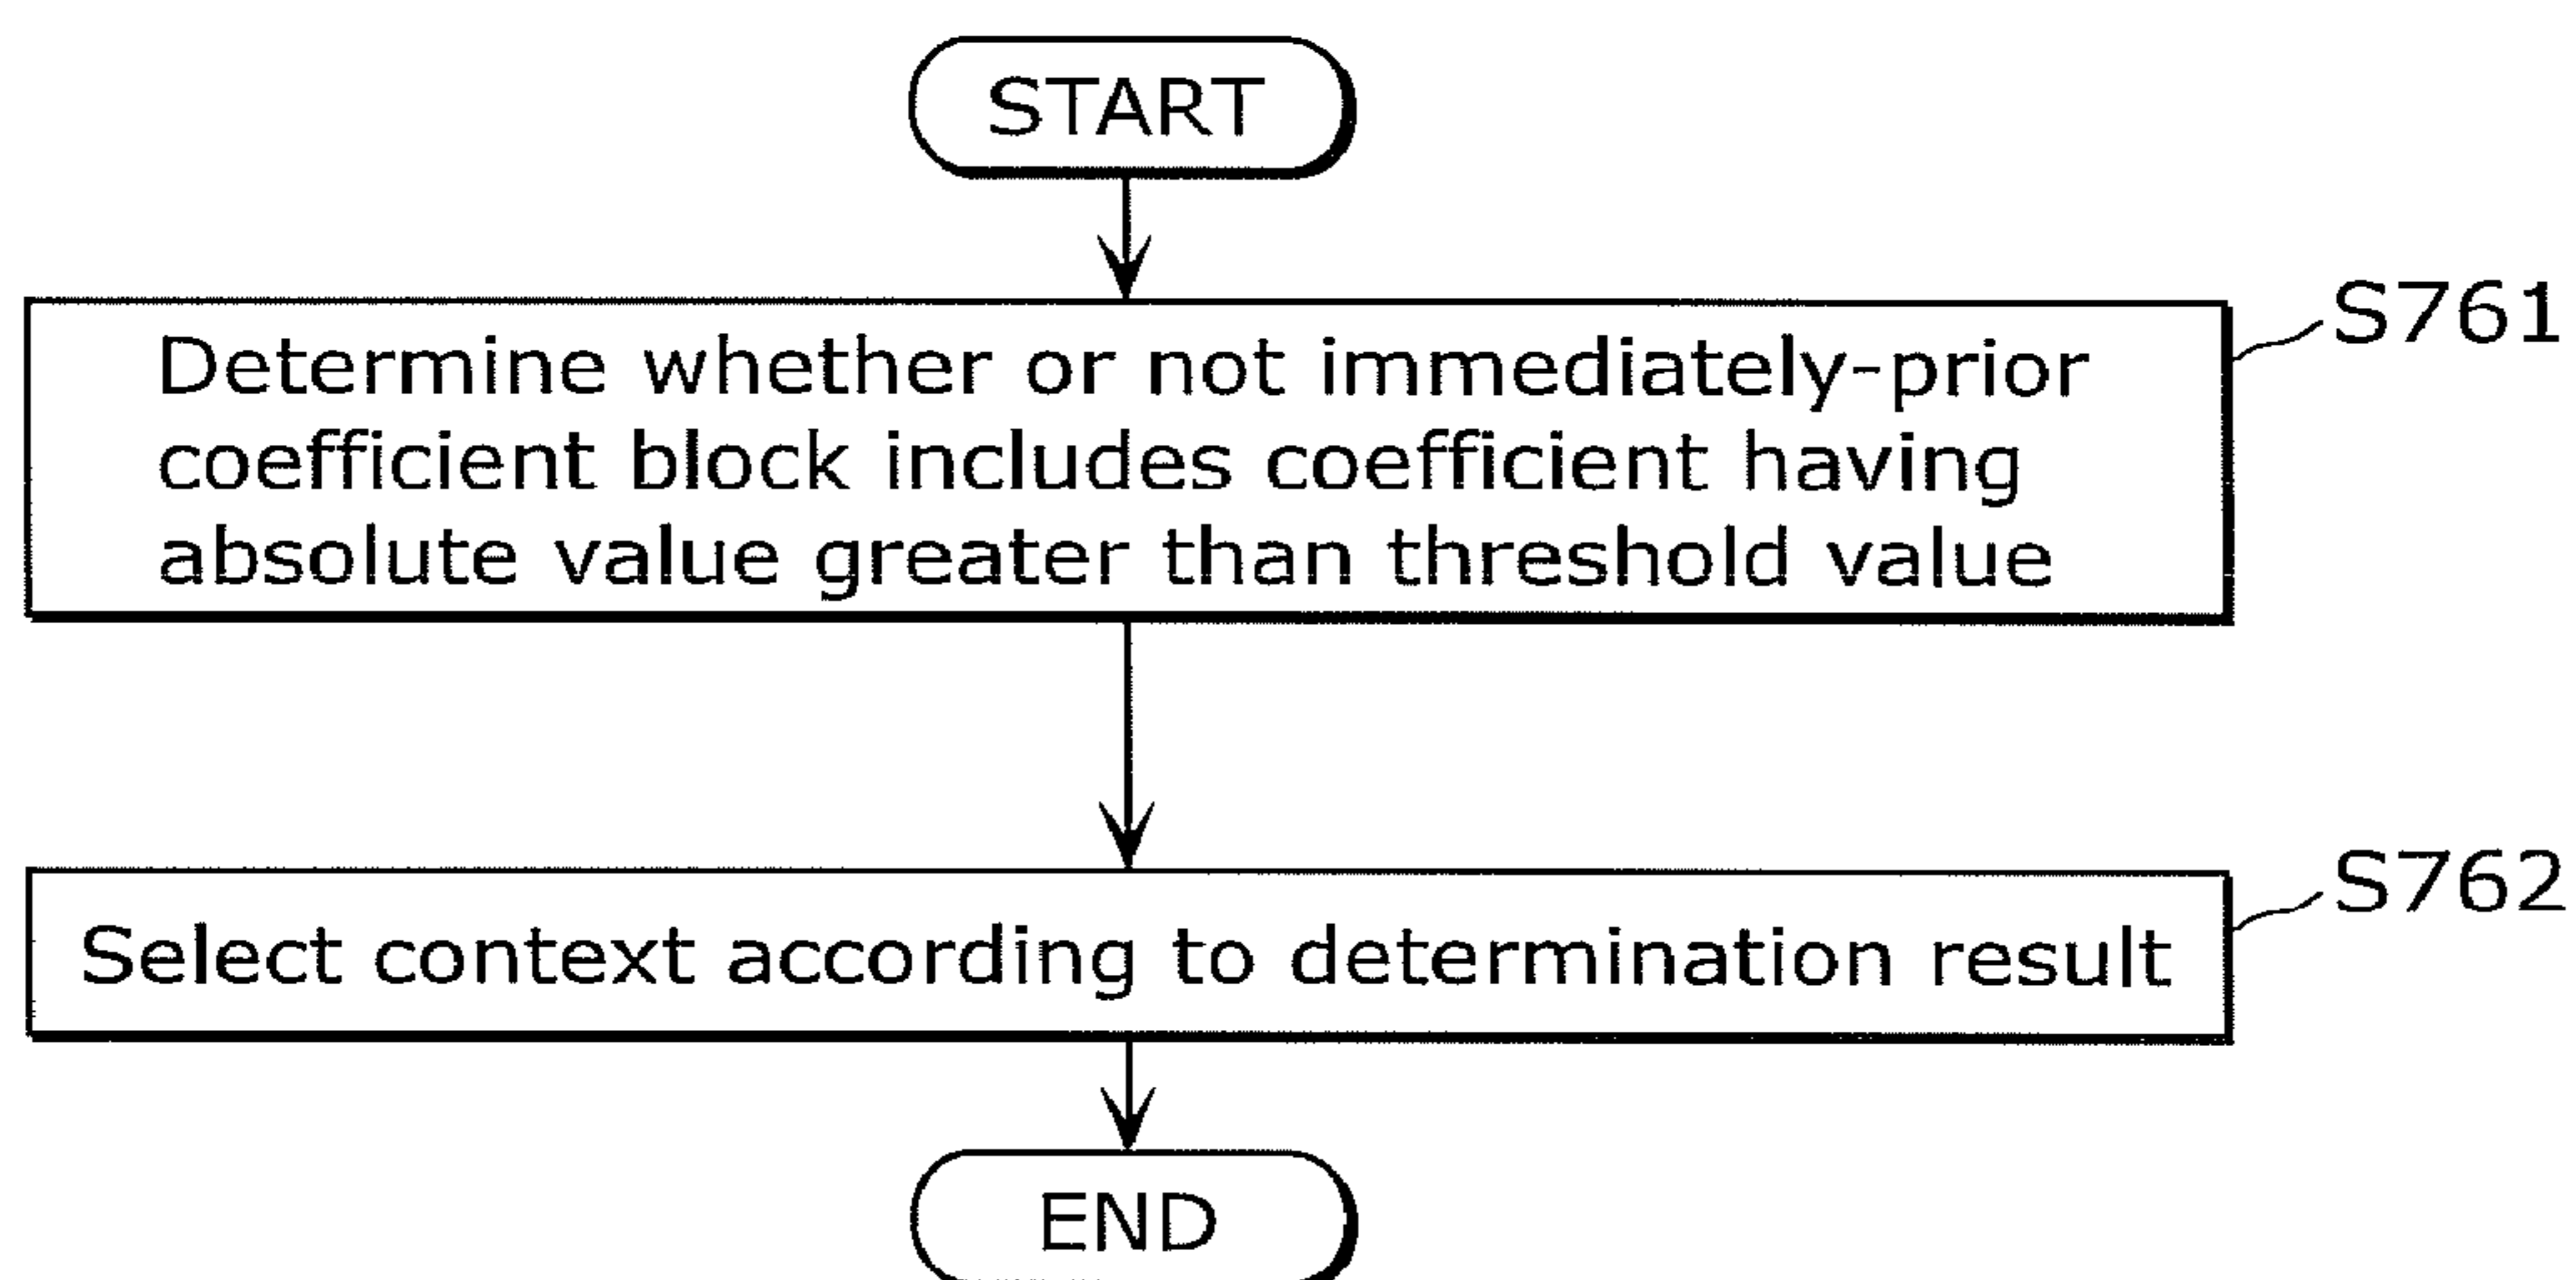 START
S761
Determine whether or not immediately-prior
coefficient block includes coefficient having
absolute value greater than threshold value
S762
Select context according to determination result
END